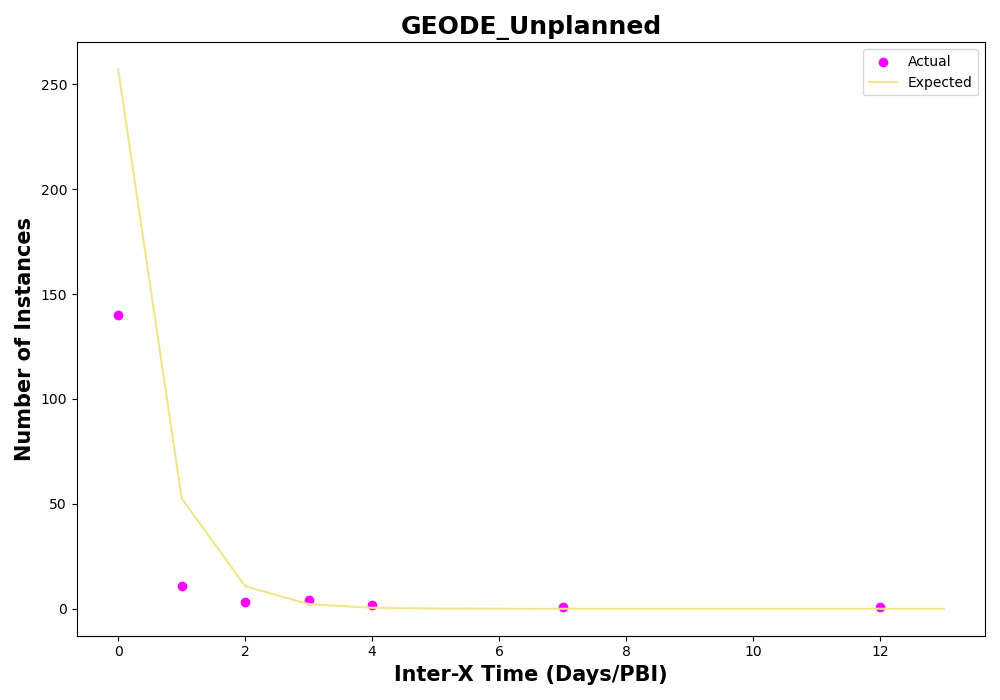 GEODE_Unplanned
Actual
Expected
Number of Instances
250
200
150
100
50
0
0 2 4 6 8 10 12
Inter-X Time (Days/PBI)